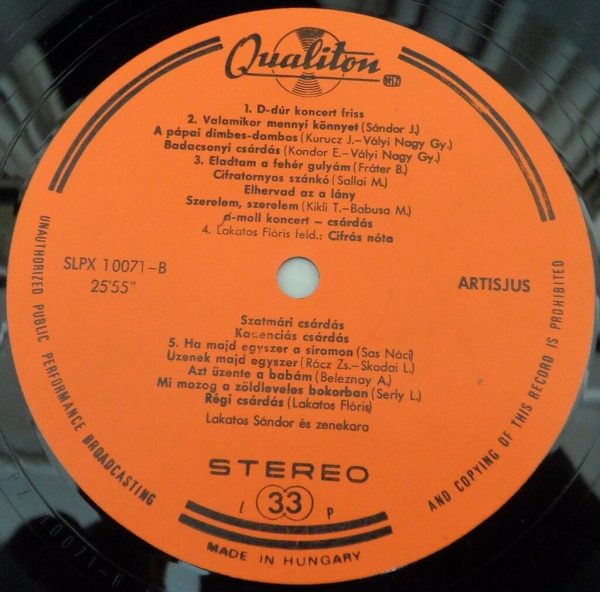 Qualiton
1. D-dúr koncert friss
2. Valamikor mennyi könnyet (Sándor J.)
A pápai dimbes-dombos (Kurucz J.–Vályi Nagy Gy.)
Badacsonyi csárdás (Kondor E.–Vályi Nagy Gy.)
3. Eladtam a fehér gulyám (Fráter B.)
Cifratornyos szánkó (Sallai M.)
Elhervad az a lány
Szerelem, szerelem (Kikli T.–Babusa M.)
a-moll koncert – csárdás
4. Lakatos Flóris feld.: Cifrás nóta
SLPX 10071–B
25'55"
ARTISJUS
Szatmári csárdás
Kadenciás csárdás
5. Ha majd egyszer a síromon (Sas Náci)
Üzenek majd egyszer (Rácz Zs.–Skodai L.)
Azt üzente a babám (Beleznay A.)
Mi mozog a zöldleveles bokorban (Serly L.)
Régi csárdás (Lakatos Flóris)
Lakatos Sándor és zenekara
STEREO
l 33 p
MADE IN HUNGARY
UNAUTHORIZED PUBLIC PERFORMANCE BROADCASTING
AND COPYING OF THIS RECORD IS PROHIBITED